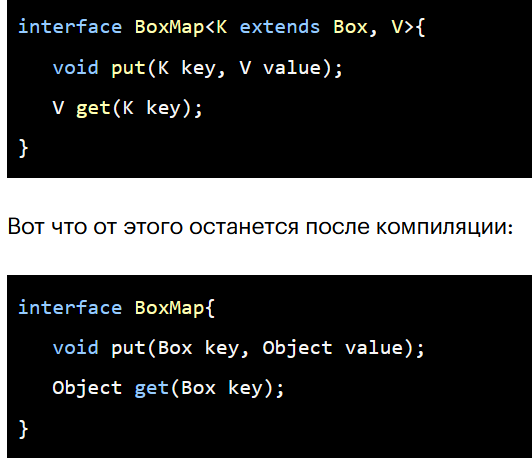 interface BoxMap<K extends Box, V>{
void put(K key, V value);
V get(K key);
}
Вот что от этого останется после компиляции:
interface BoxMap{
void put(Box key, Object value);
Object get(Box key);
}